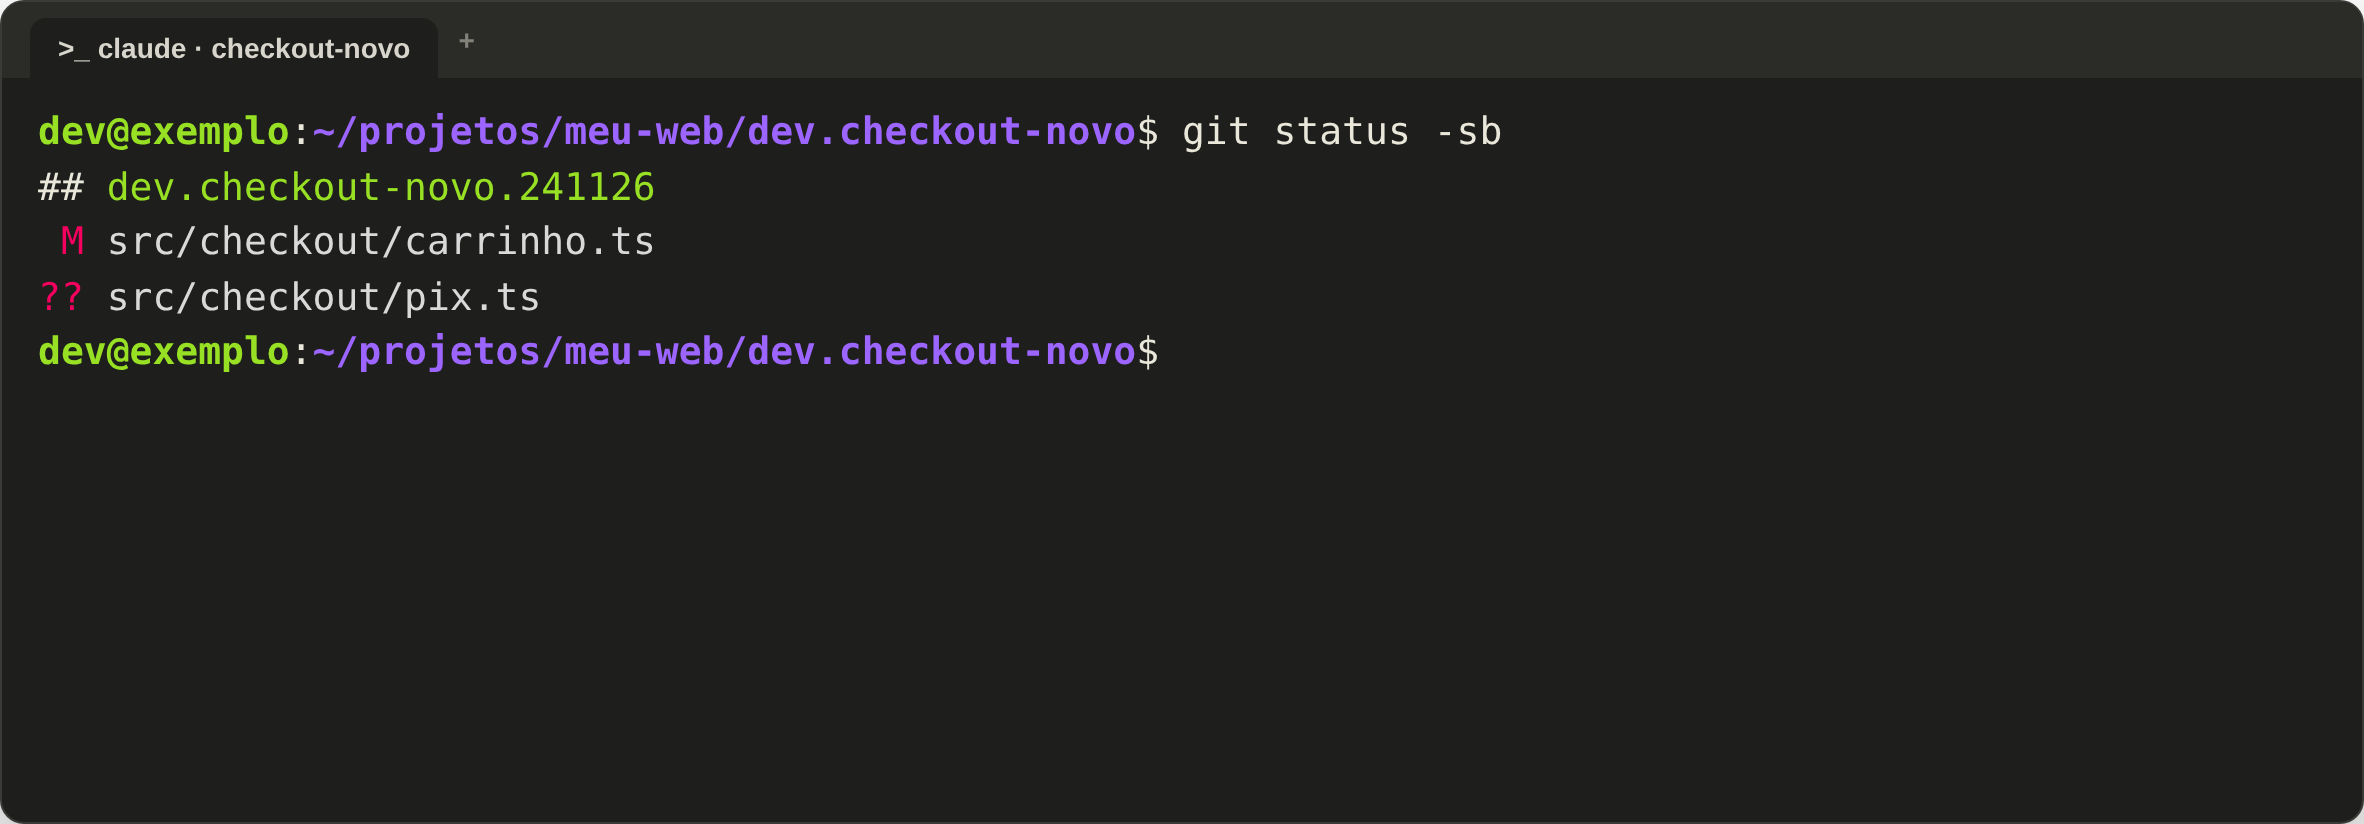 >_ claude · checkout-novo +
dev@exemplo:~/projetos/meu-web/dev.checkout-novo$ git status -sb
## dev.checkout-novo.241126
 M src/checkout/carrinho.ts
?? src/checkout/pix.ts
dev@exemplo:~/projetos/meu-web/dev.checkout-novo$